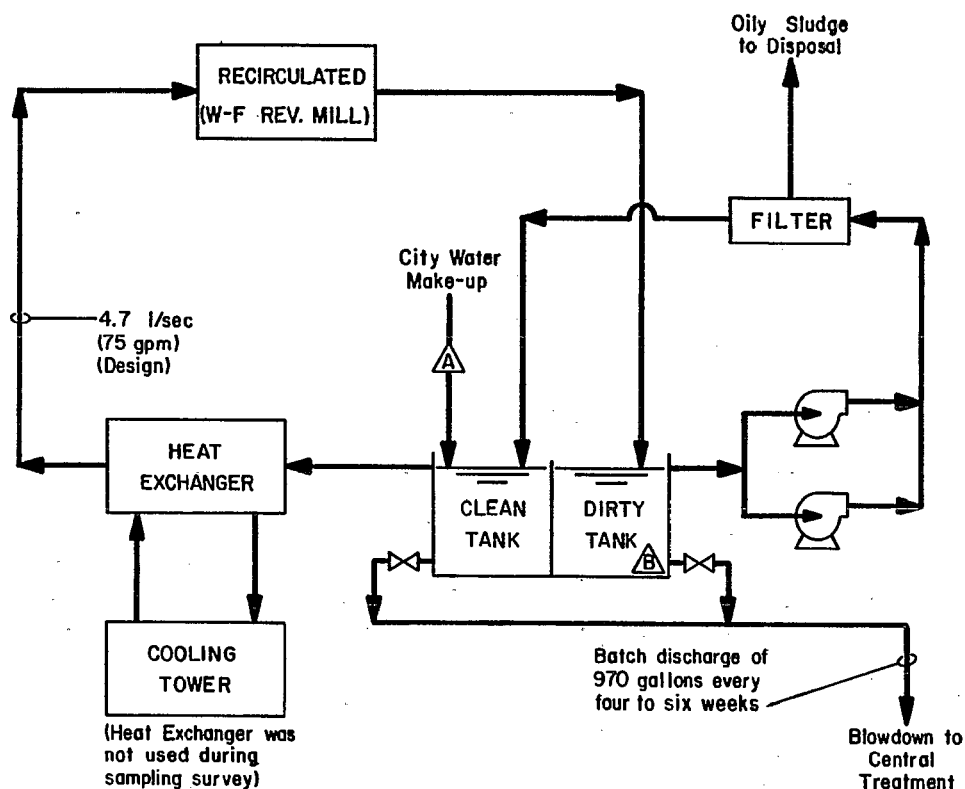 Oily Sludge
to Disposal
RECIRCULATED
(W-F REV. MILL)
FILTER
City Water
Make-up
A
4.7 l/sec
(75 gpm)
(Design)
HEAT
EXCHANGER
CLEAN
TANK
DIRTY
TANK
B
COOLING
TOWER
(Heat Exchanger was
not used during
sampling survey)
Batch discharge of
970 gallons every
four to six weeks
Blowdown to
Central
Treatment